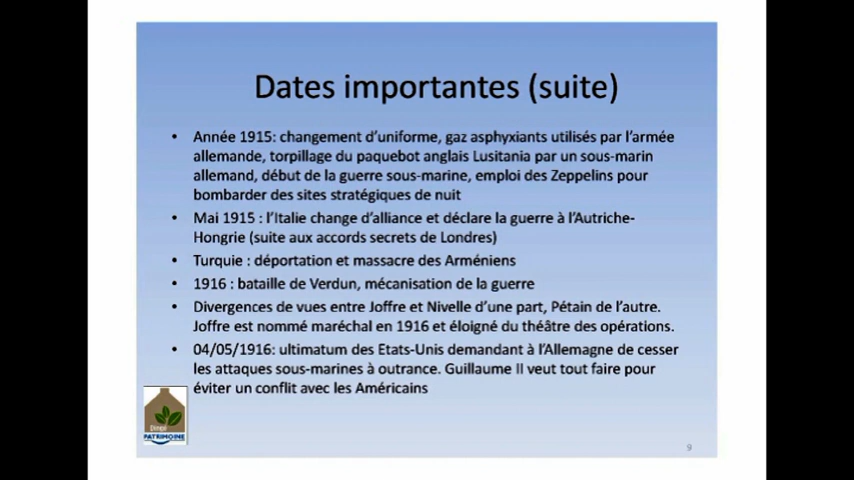 Dates importantes (suite)
• Année 1915: changement d'uniforme, gaz asphyxiants utilisés par l'armée
allemande, torpillage du paquebot anglais Lusitania par un sous-marin
allemand, début de la guerre sous-marine, emploi des Zeppelins pour
bombarder des sites stratégiques de nuit
• Mai 1915 : l'Italie change d'alliance et déclare la guerre à l'Autriche-
Hongrie (suite aux accords secrets de Londres)
• Turquie : déportation et massacre des Arméniens
• 1916 : bataille de Verdun, mécanisation de la guerre
• Divergences de vues entre Joffre et Nivelle d'une part, Pétain de l'autre.
Joffre est nommé maréchal en 1916 et éloigné du théâtre des opérations.
• 04/05/1916: ultimatum des Etats-Unis demandant à l'Allemagne de cesser
les attaques sous-marines à outrance. Guillaume II veut tout faire pour
éviter un conflit avec les Américains
PATRIMOINE
9